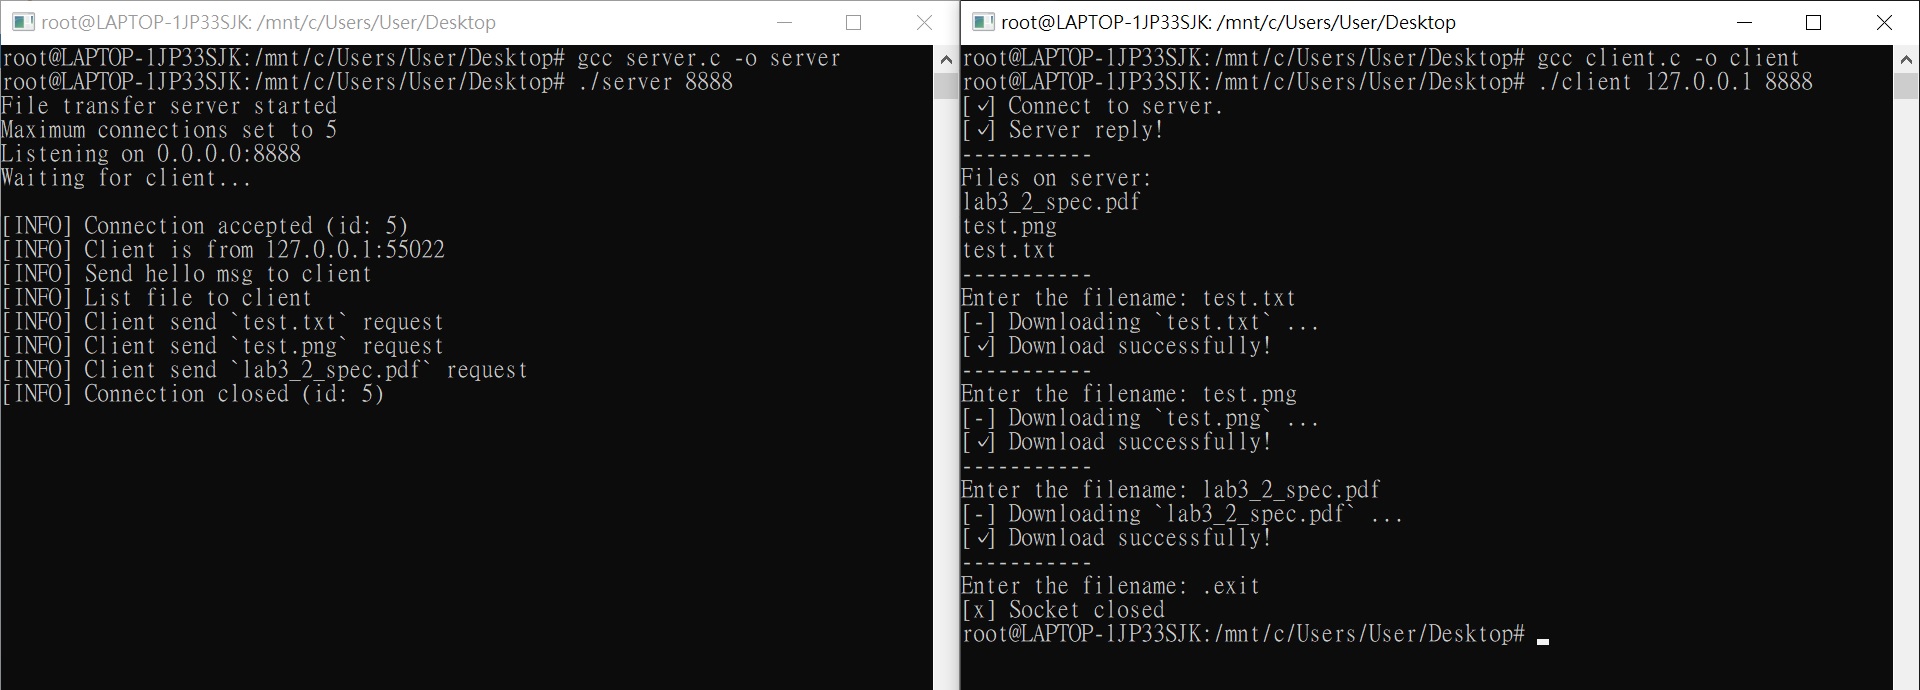 root@LAPTOP-1JP33SJK: /mnt/c/Users/User/Desktop
root@LAPTOP-1JP33SJK:/mnt/c/Users/User/Desktop# gcc server.c -o server
root@LAPTOP-1JP33SJK:/mnt/c/Users/User/Desktop# ./server 8888
File transfer server started
Maximum connections set to 5
Listening on 0.0.0.0:8888
Waiting for client...
[INFO] Connection accepted (id: 5)
[INFO] Client is from 127.0.0.1:55022
[INFO] Send hello msg to client
[INFO] List file to client
[INFO] Client send `test.txt` request
[INFO] Client send `test.png` request
[INFO] Client send `lab3_2_spec.pdf` request
[INFO] Connection closed (id: 5)
root@LAPTOP-1JP33SJK: /mnt/c/Users/User/Desktop
root@LAPTOP-1JP33SJK:/mnt/c/Users/User/Desktop# gcc client.c -o client
root@LAPTOP-1JP33SJK:/mnt/c/Users/User/Desktop# ./client 127.0.0.1 8888
[✓] Connect to server.
[✓] Server reply!
-----------
Files on server:
lab3_2_spec.pdf
test.png
test.txt
-----------
Enter the filename: test.txt
[-] Downloading `test.txt` ...
[✓] Download successfully!
-----------
Enter the filename: test.png
[-] Downloading `test.png` ...
[✓] Download successfully!
-----------
Enter the filename: lab3_2_spec.pdf
[-] Downloading `lab3_2_spec.pdf` ...
[✓] Download successfully!
-----------
Enter the filename: .exit
[x] Socket closed
root@LAPTOP-1JP33SJK:/mnt/c/Users/User/Desktop#